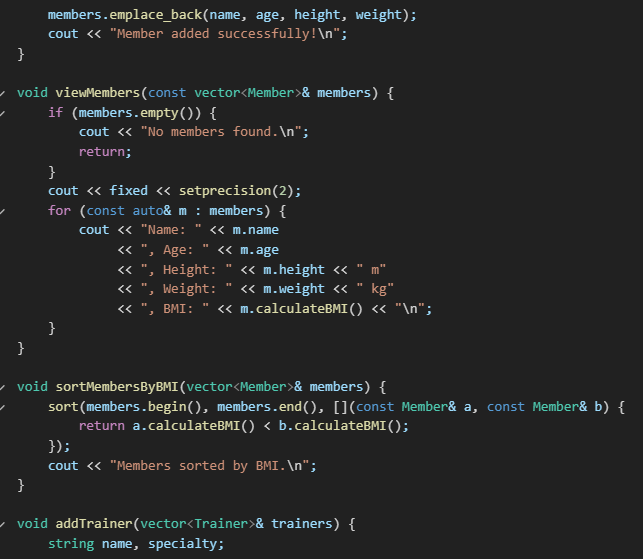 members.emplace_back(name, age, height, weight);
    cout << "Member added successfully!\n";
}

void viewMembers(const vector<Member>& members) {
    if (members.empty()) {
        cout << "No members found.\n";
        return;
    }
    cout << fixed << setprecision(2);
    for (const auto& m : members) {
        cout << "Name: " << m.name
             << ", Age: " << m.age
             << ", Height: " << m.height << " m"
             << ", Weight: " << m.weight << " kg"
             << ", BMI: " << m.calculateBMI() << "\n";
    }
}

void sortMembersByBMI(vector<Member>& members) {
    sort(members.begin(), members.end(), [](const Member& a, const Member& b) {
        return a.calculateBMI() < b.calculateBMI();
    });
    cout << "Members sorted by BMI.\n";
}

void addTrainer(vector<Trainer>& trainers) {
    string name, specialty;